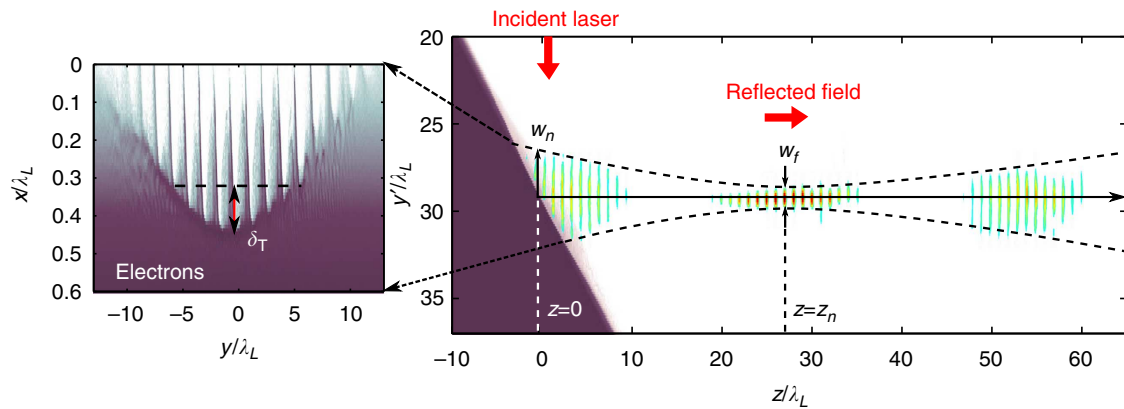 0
0.1
0.2
0.3
0.4
0.5
0.6
x/λL
δT
Electrons
−10
−5
0
5
10
y/λL
Incident laser
Reflected field
20
25
30
35
y′/λL
wn
wf
z=0
z=zn
−10
0
10
20
30
40
50
60
z/λL